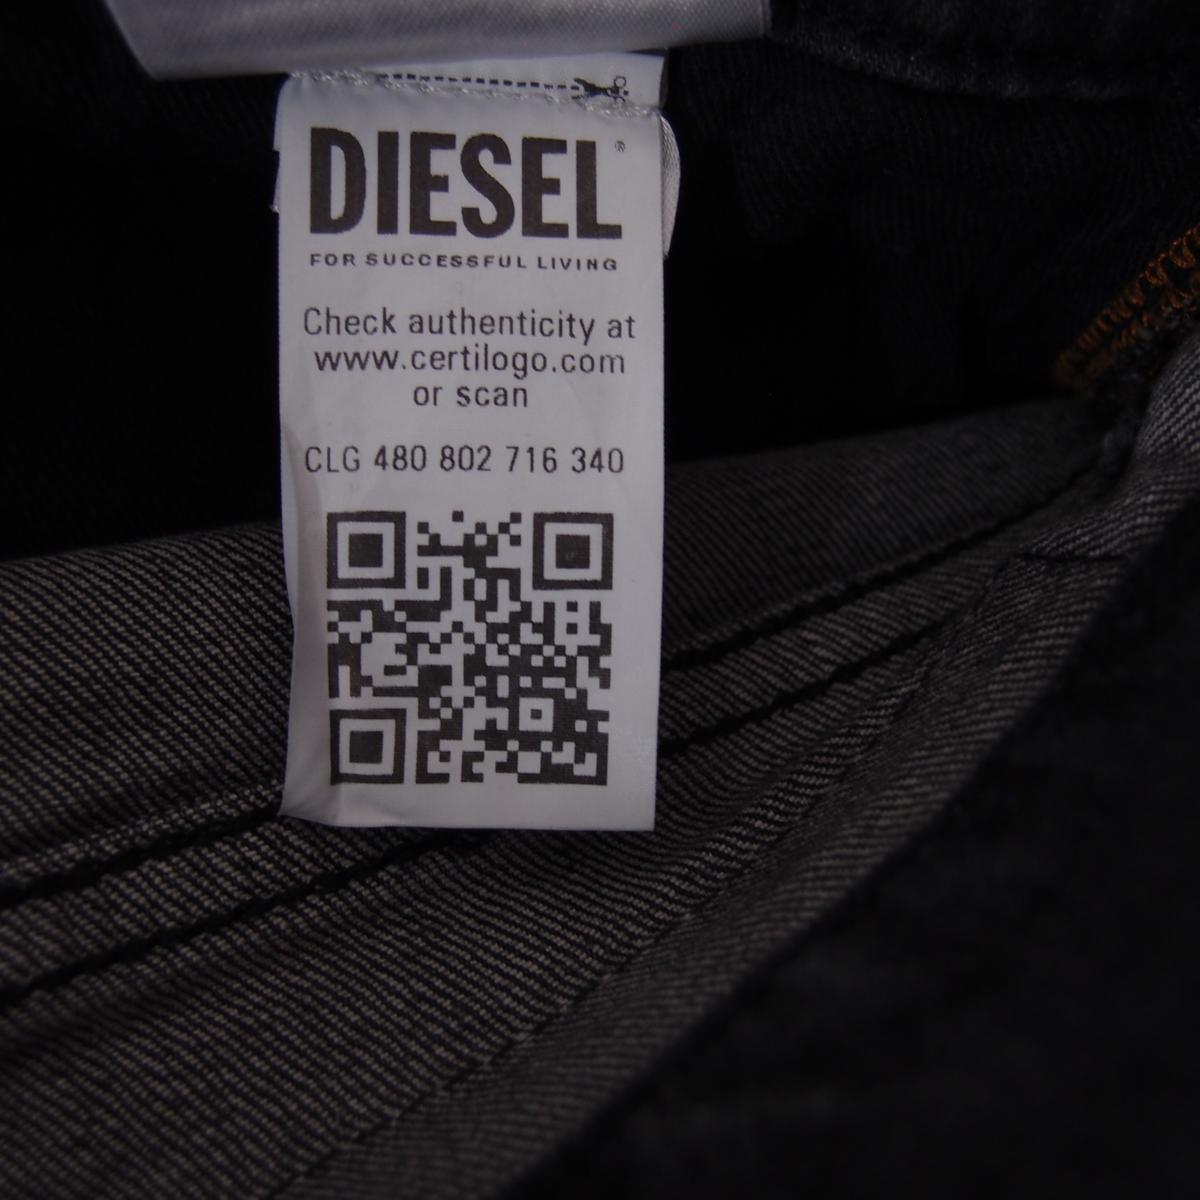 DIESEL®
FOR SUCCESSFUL LIVING
Check authenticity at
www.certilogo.com
or scan
CLG 480 802 716 340